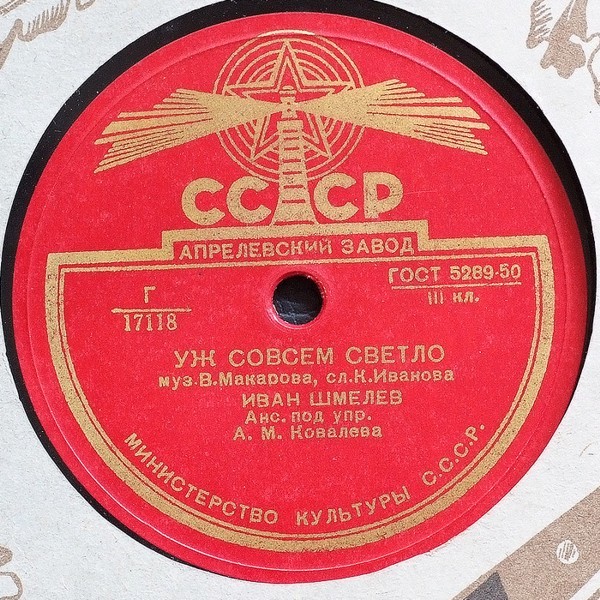 СССР
АПРЕЛЕВСКИЙ ЗАВОД
ГОСТ 5289-50
III кл.
Г
17118
УЖ СОВСЕМ СВЕТЛО
муз.В.Макарова, сл.К.Иванова
ИВАН ШМЕЛЕВ
Анс. под упр.
А. М. Ковалева
МИНИСТЕРСТВО КУЛЬТУРЫ С.С.С.Р.